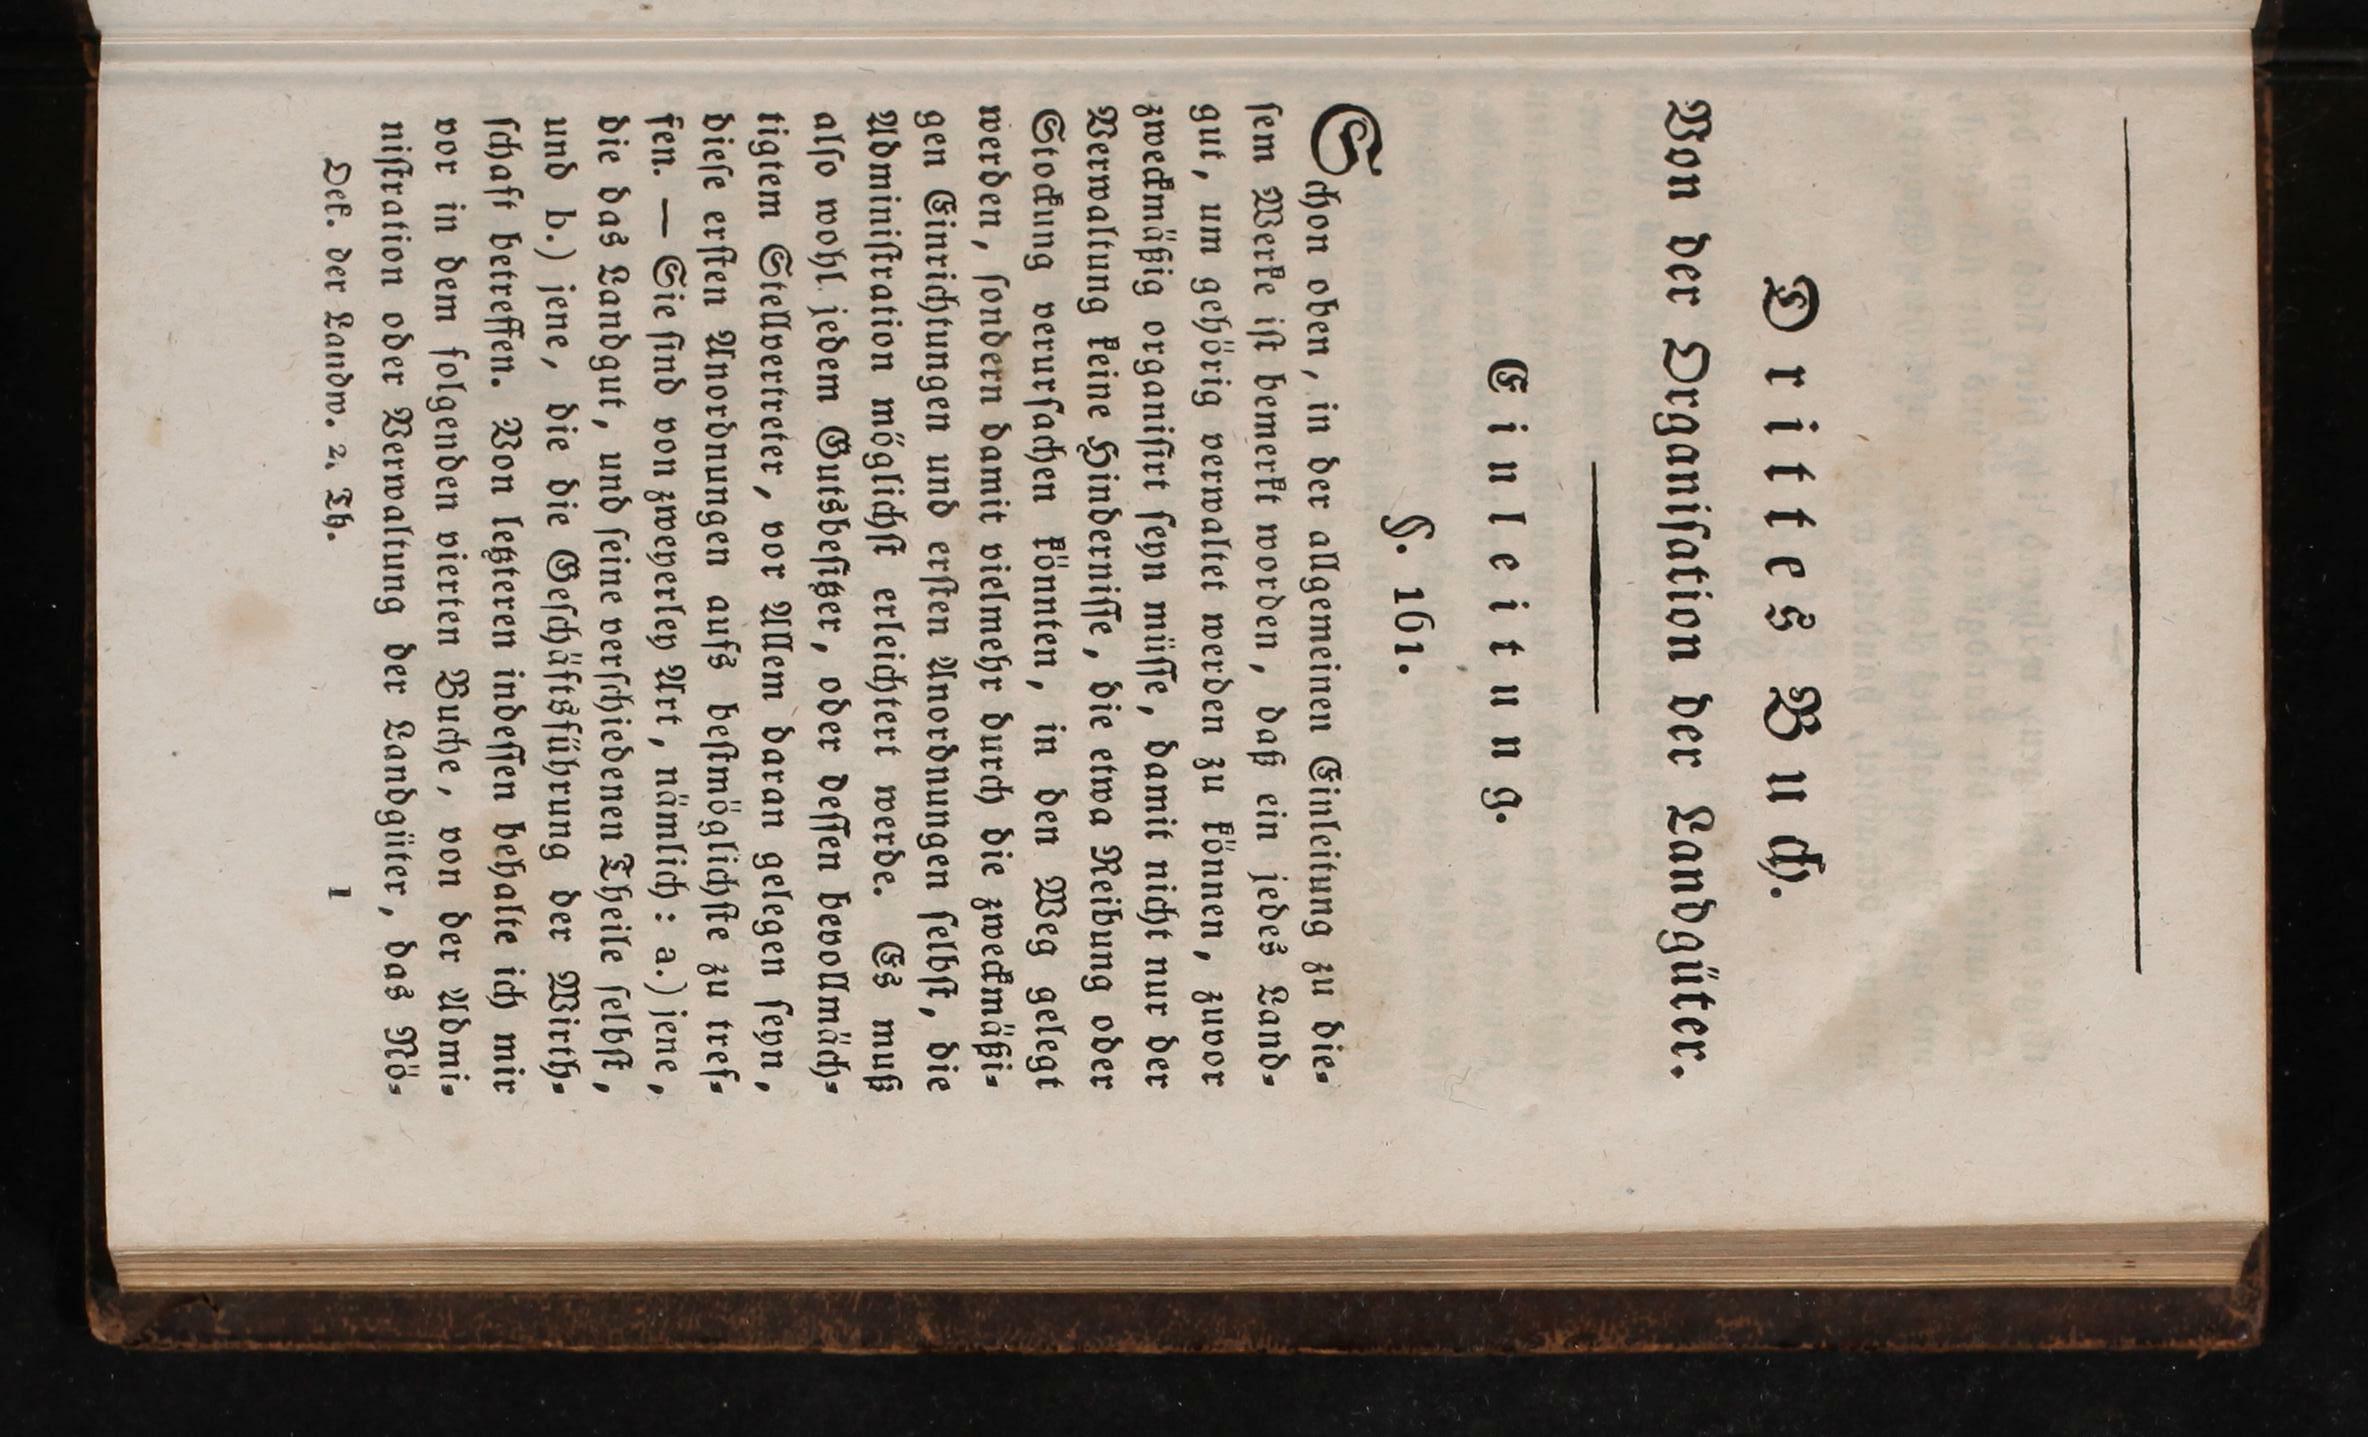 Drittes Buch.
Von der Organiſation der Landgüter.
Einleitung.
§. 161.
Schon oben, in der allgemeinen Einleitung zu die-
ſem Werke iſt bemerkt worden, daß ein jedes Land-
gut, um gehörig verwaltet werden zu können, zuvor
zweckmäßig organiſirt ſeyn müſſe, damit nicht nur der
Verwaltung keine Hinderniſſe, die etwa Reibung oder
Stockung verurſachen könnten, in den Weg gelegt
werden, ſondern damit vielmehr durch die zweckmäßi-
gen Einrichtungen und erſten Anordnungen ſelbſt, die
Adminiſtration möglichſt erleichtert werde. Es muß
alſo wohl jedem Gutsbeſitzer, oder deſſen bevollmäch-
tigtem Stellvertreter, vor Allem daran gelegen ſeyn,
dieſe erſten Anordnungen aufs beſtmöglichſte zu tref-
fen. — Sie ſind von zweyerley Art, nämlich: a.) jene,
die das Landgut, und ſeine verſchiedenen Theile ſelbſt,
und b.) jene, die die Geſchäftsführung der Wirth-
ſchaft betreffen. Von letzteren indeſſen behalte ich mir
vor in dem folgenden vierten Buche, von der Admi-
niſtration oder Verwaltung der Landgüter, das Nö-
Oek. der Landw. 2. Th. 1